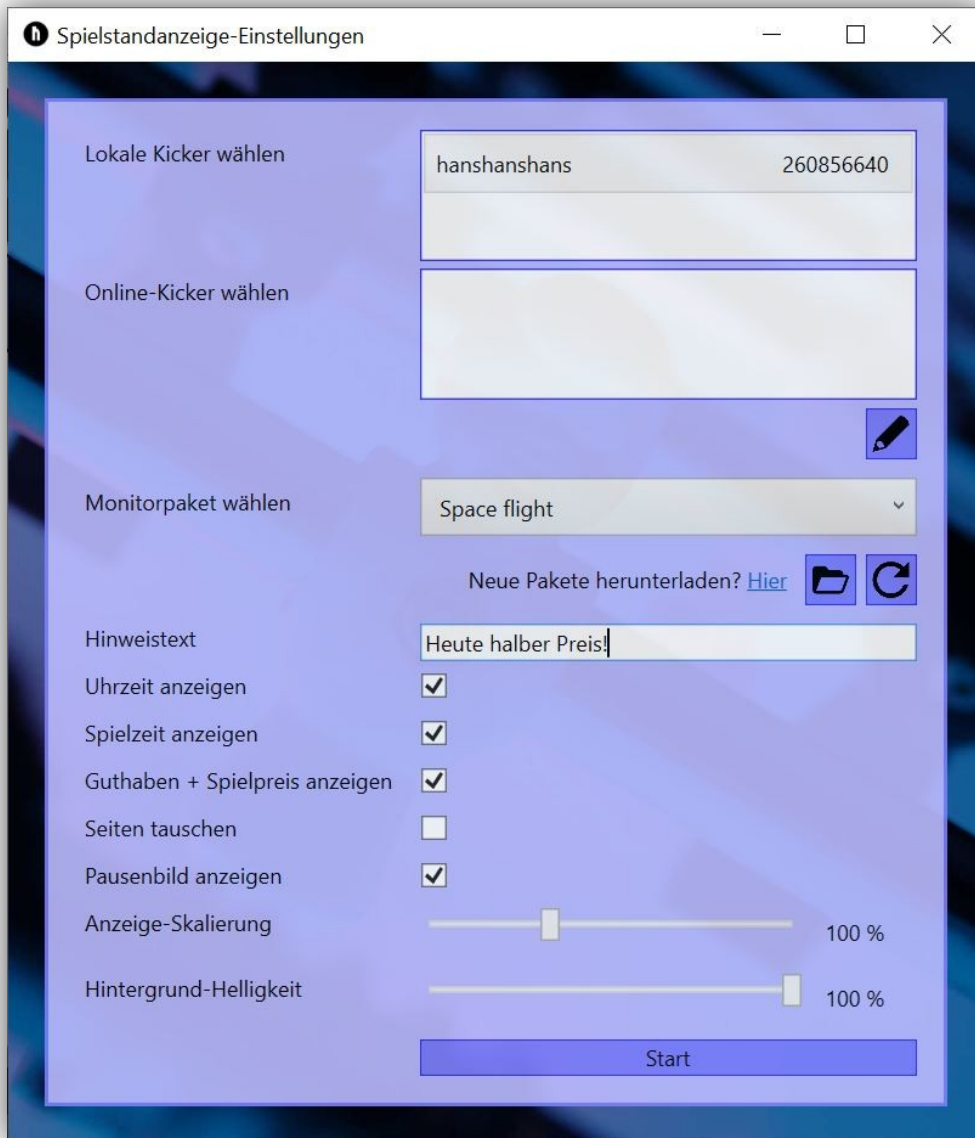 Spielstandanzeige-Einstellungen
Lokale Kicker wählen
hanshanshans 260856640
Online-Kicker wählen
Monitorpaket wählen
Space flight
Neue Pakete herunterladen? Hier
Hinweistext
Heute halber Preis!
Uhrzeit anzeigen
Spielzeit anzeigen
Guthaben + Spielpreis anzeigen
Seiten tauschen
Pausenbild anzeigen
Anzeige-Skalierung
100 %
Hintergrund-Helligkeit
100 %
Start